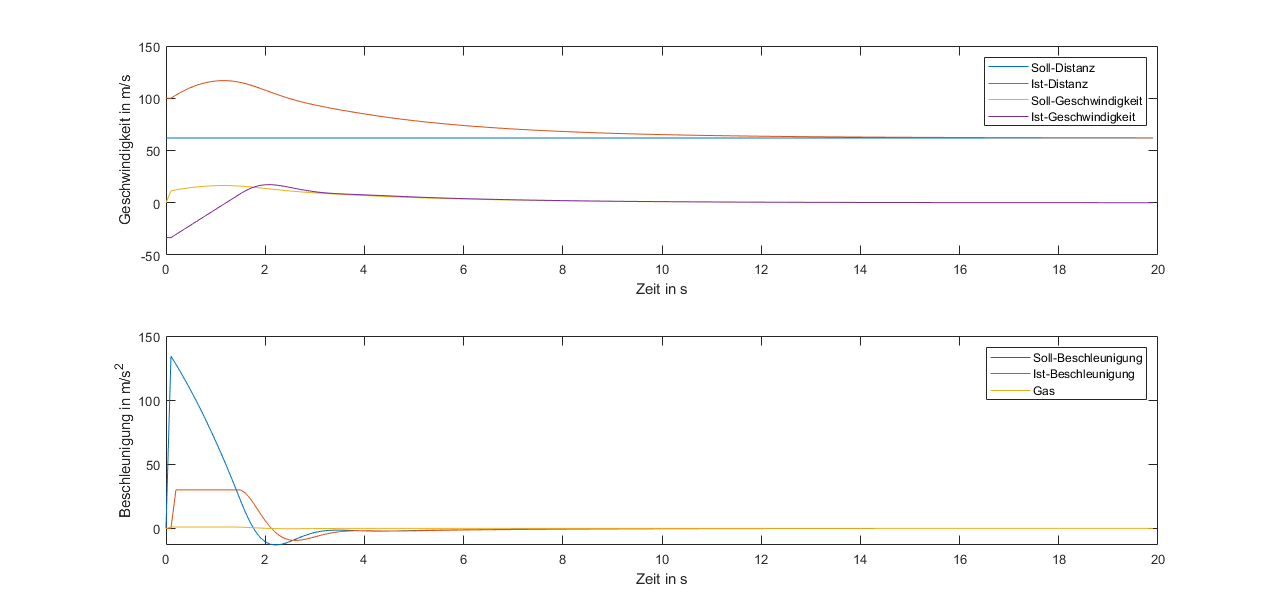 150
100
50
0
-50
Geschwindigkeit in m/s
0 2 4 6 8 10 12 14 16 18 20
Zeit in s
Soll-Distanz
Ist-Distanz
Soll-Geschwindigkeit
Ist-Geschwindigkeit
150
100
50
0
Beschleunigung in m/s²
0 2 4 6 8 10 12 14 16 18 20
Zeit in s
Soll-Beschleunigung
Ist-Beschleunigung
Gas